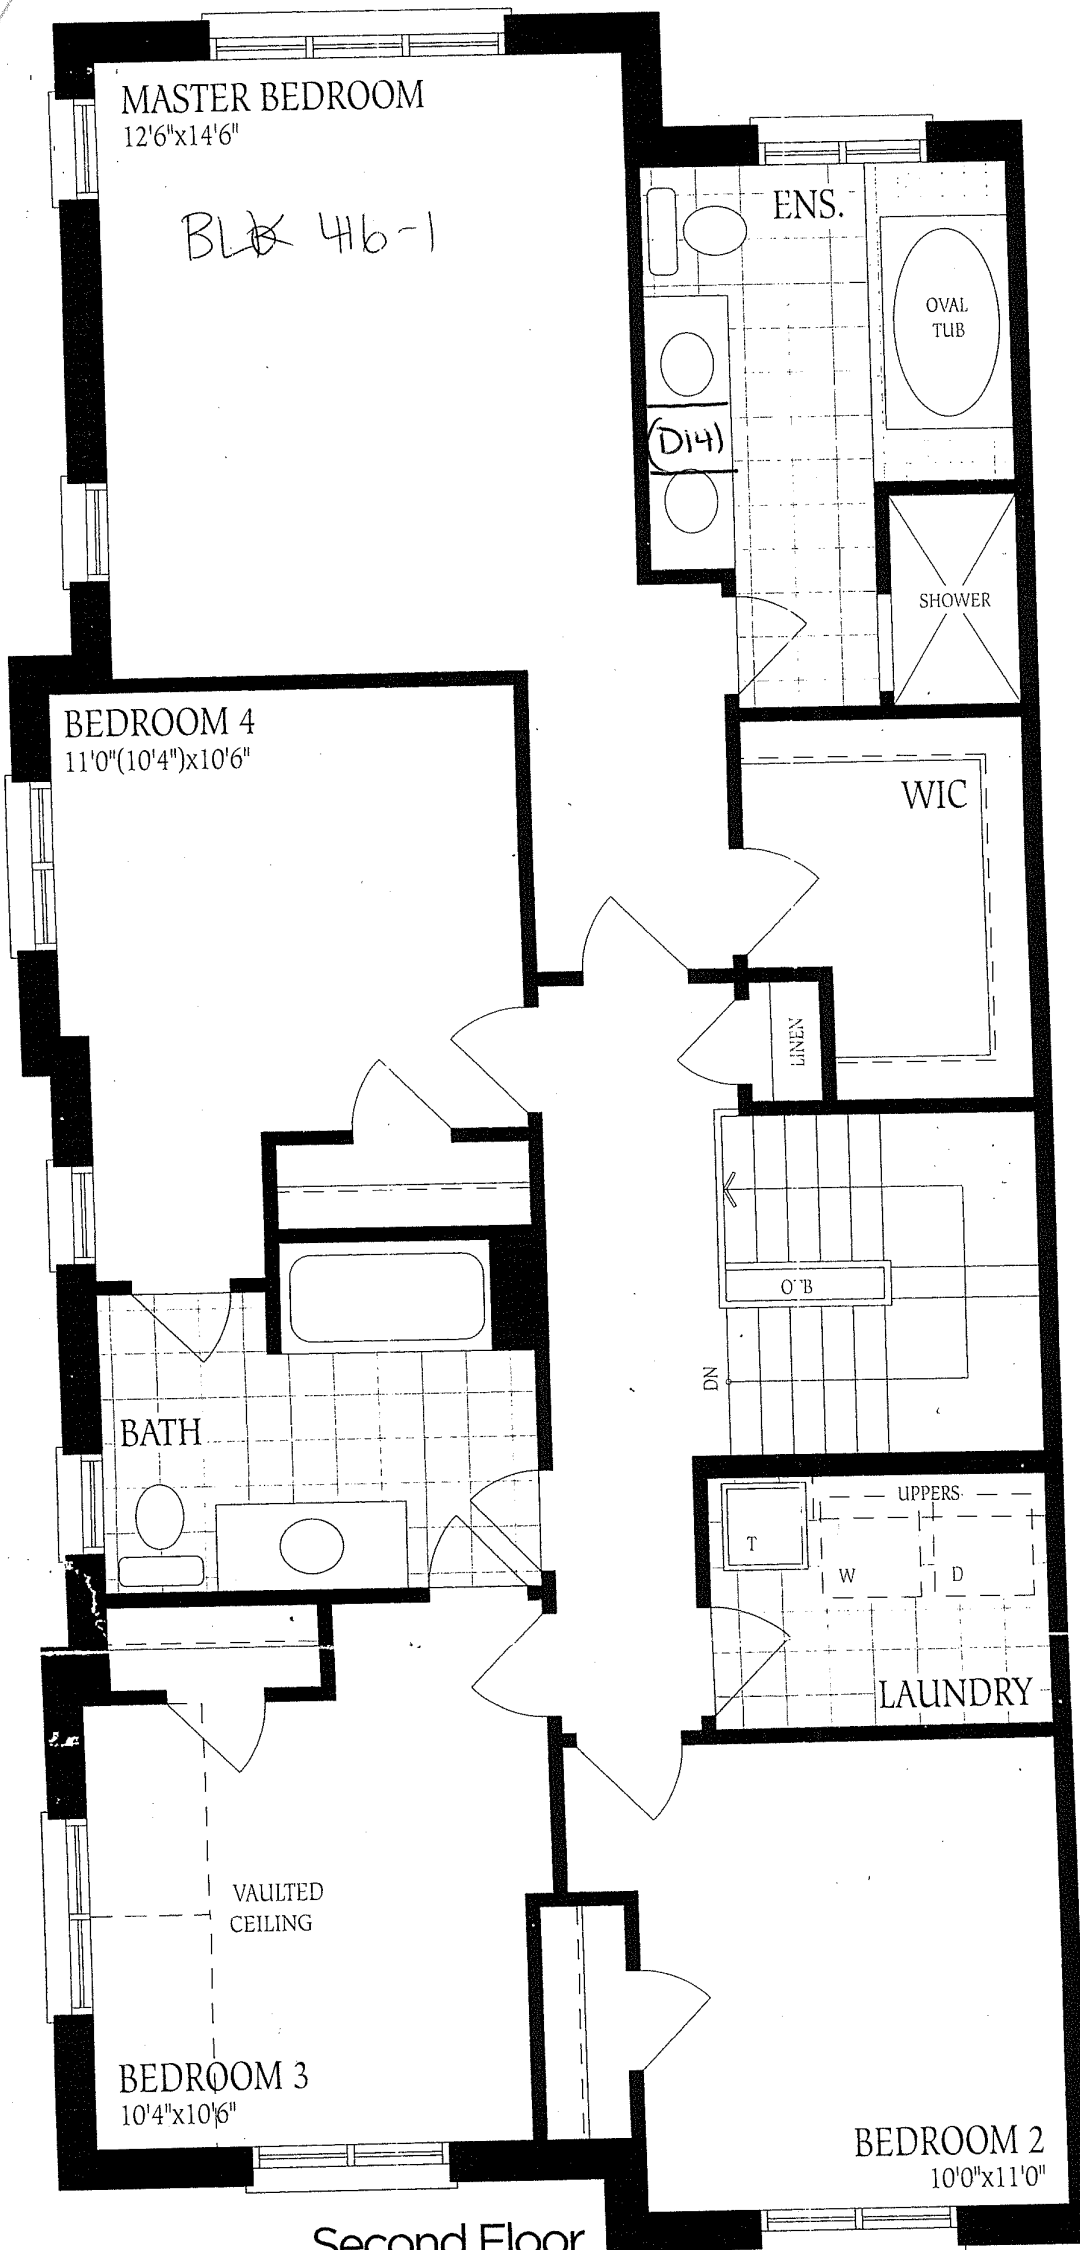 MASTER BEDROOM
12'6"x14'6"
BLK 416-1
ENS.
OVAL
TUB
(D14)
SHOWER
BEDROOM 4
11'0"(10'4")x10'6"
WIC
LINEN
DN
BATH
UPPERS
T
W
D
LAUNDRY
VAULTED
CEILING
BEDROOM 3
10'4"x10'6"
BEDROOM 2
10'0"x11'0"
Second Floor